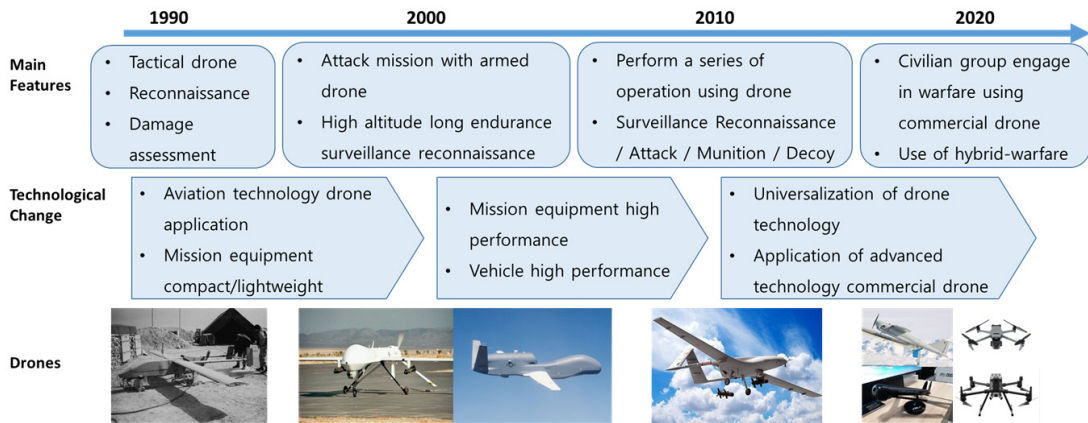 1990
2000
2010
2020
Main
Features
• Tactical drone
• Reconnaissance
• Damage
assessment
• Attack mission with armed
drone
• High altitude long endurance
surveillance reconnaissance
• Perform a series of
operation using drone
• Surveillance Reconnaissance
/ Attack / Munition / Decoy
• Civilian group engage
in warfare using
commercial drone
• Use of hybrid-warfare
Technological
Change
• Aviation technology drone
application
• Mission equipment
compact/lightweight
• Mission equipment high
performance
• Vehicle high performance
• Universalization of drone
technology
• Application of advanced
technology commercial drone
Drones